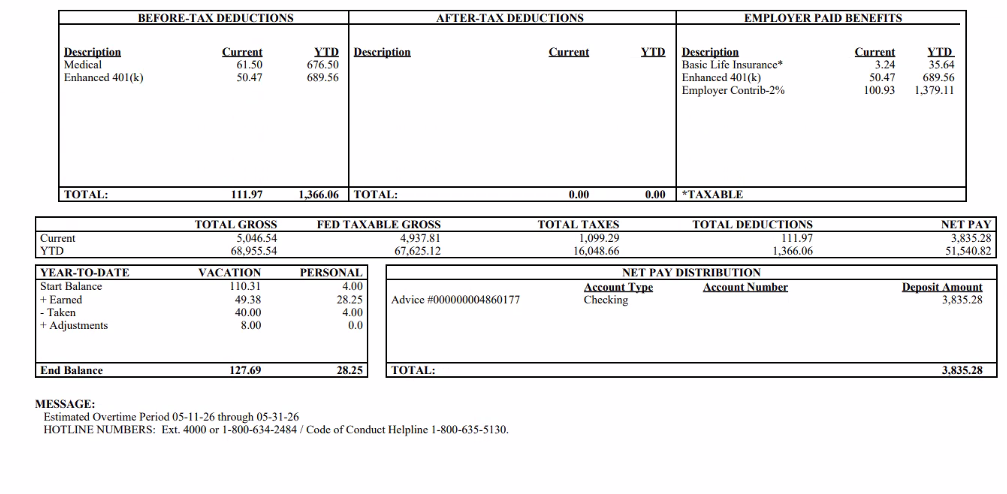 BEFORE-TAX DEDUCTIONS AFTER-TAX DEDUCTIONS EMPLOYER PAID BENEFITS
Description Current YTD Description Current YTD Description Current YTD
Medical 61.50 676.50 Basic Life Insurance* 3.24 35.64
Enhanced 401(k) 50.47 689.56 Enhanced 401(k) 50.47 689.56
Employer Contrib-2% 100.93 1,379.11
TOTAL: 111.97 1,366.06 TOTAL: 0.00 0.00 *TAXABLE
TOTAL GROSS FED TAXABLE GROSS TOTAL TAXES TOTAL DEDUCTIONS NET PAY
Current 5,046.54 4,937.81 1,099.29 111.97 3,835.28
YTD 68,955.54 67,625.12 16,048.66 1,366.06 51,540.82
YEAR-TO-DATE VACATION PERSONAL NET PAY DISTRIBUTION
Start Balance 110.31 4.00 Account Type Account Number Deposit Amount
+ Earned 49.38 28.25 Advice #000000004860177 Checking 3,835.28
- Taken 40.00 4.00
+ Adjustments 8.00 0.0
End Balance 127.69 28.25 TOTAL: 3,835.28
MESSAGE:
Estimated Overtime Period 05-11-26 through 05-31-26
HOTLINE NUMBERS: Ext. 4000 or 1-800-634-2484 / Code of Conduct Helpline 1-800-635-5130.